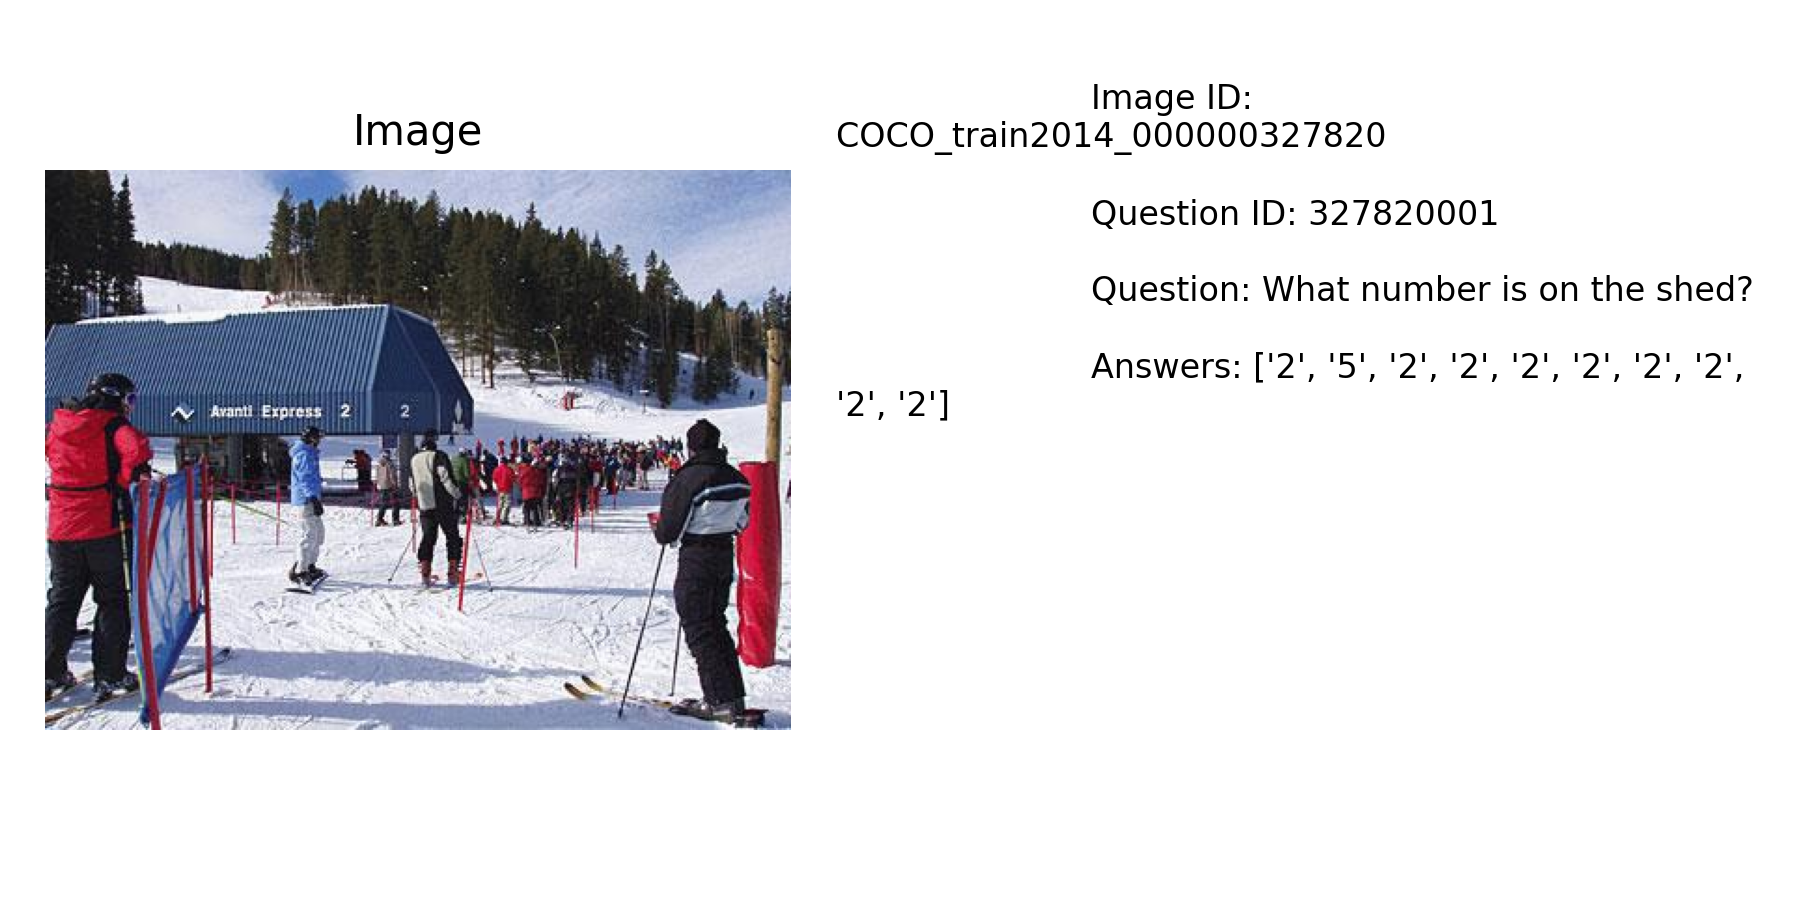 Image
Image ID:
COCO_train2014_000000327820
Question ID: 327820001
Question: What number is on the shed?
Answers: ['2', '5', '2', '2', '2', '2', '2', '2',
'2', '2']
Avanti Express 2
2